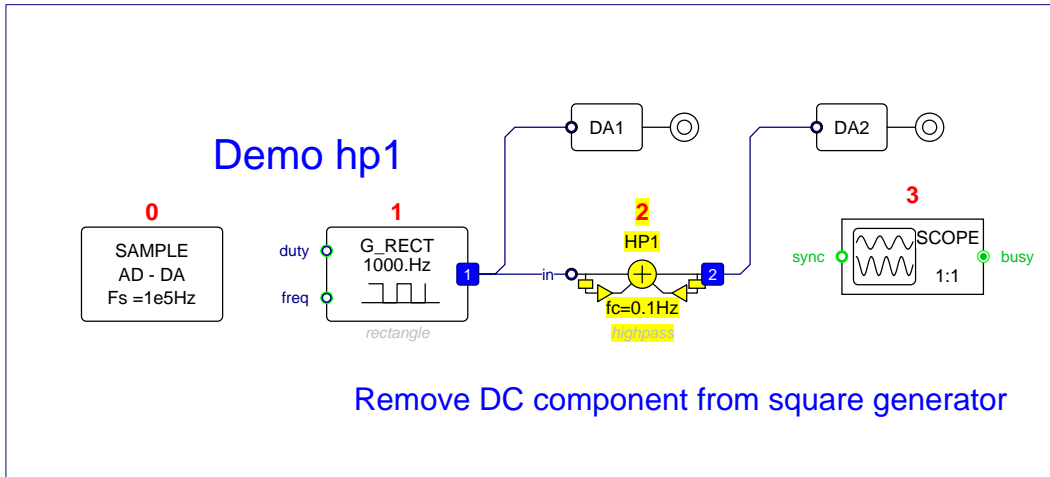 DA1
DA2
Demo hp1
0
1
2
3
SAMPLE
AD - DA
Fs =1e5Hz
duty
freq
G_RECT
1000.Hz
1
rectangle
in
HP1
2
fc=0.1Hz
highpass
sync
SCOPE
1:1
busy
Remove DC component from square generator